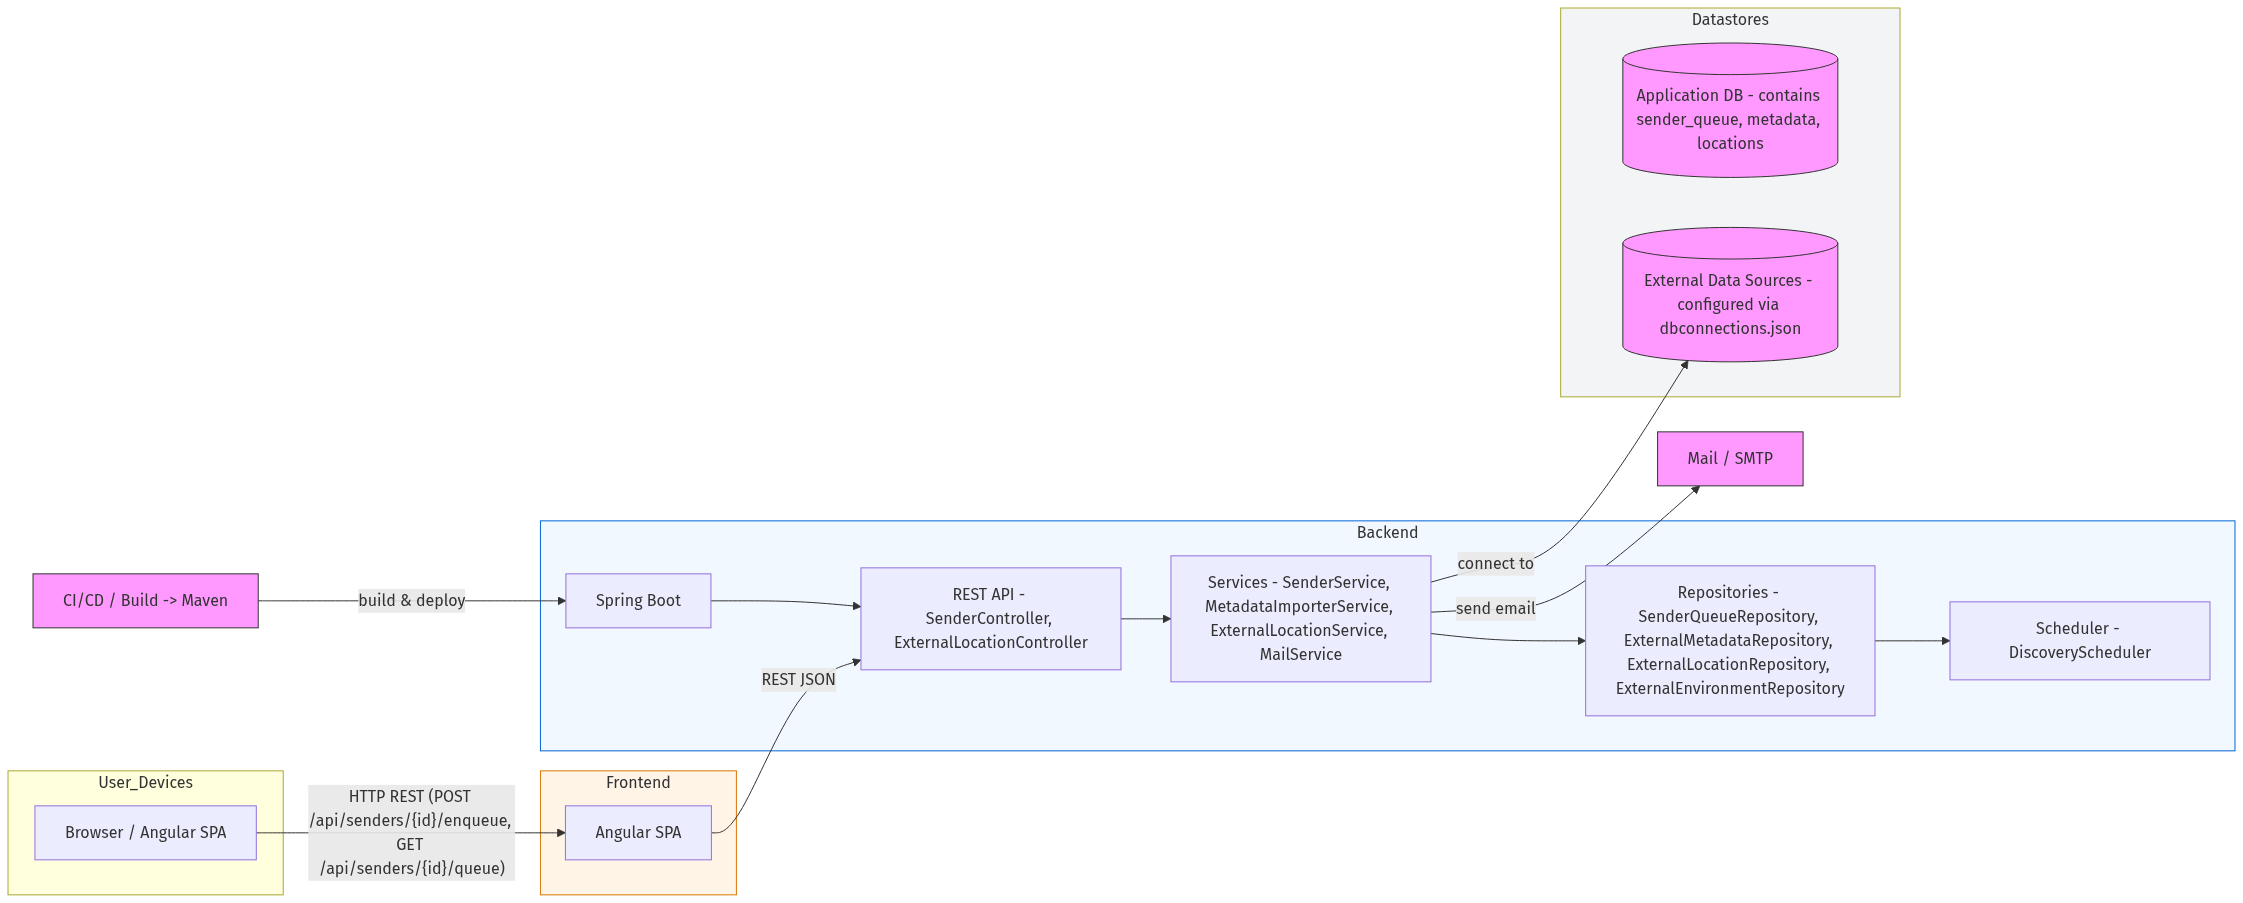 Datastores
Application DB - contains
sender_queue, metadata,
locations
External Data Sources -
configured via
dbconnections.json
Mail / SMTP
Backend
CI/CD / Build -> Maven
build & deploy
Spring Boot
REST API -
SenderController,
ExternalLocationController
Services - SenderService,
MetadataImporterService,
ExternalLocationService,
MailService
connect to
send email
Repositories -
SenderQueueRepository,
ExternalMetadataRepository,
ExternalLocationRepository,
ExternalEnvironmentRepository
Scheduler -
DiscoveryScheduler
REST JSON
User_Devices
Browser / Angular SPA
HTTP REST (POST
/api/senders/{id}/enqueue,
GET
/api/senders/{id}/queue)
Frontend
Angular SPA